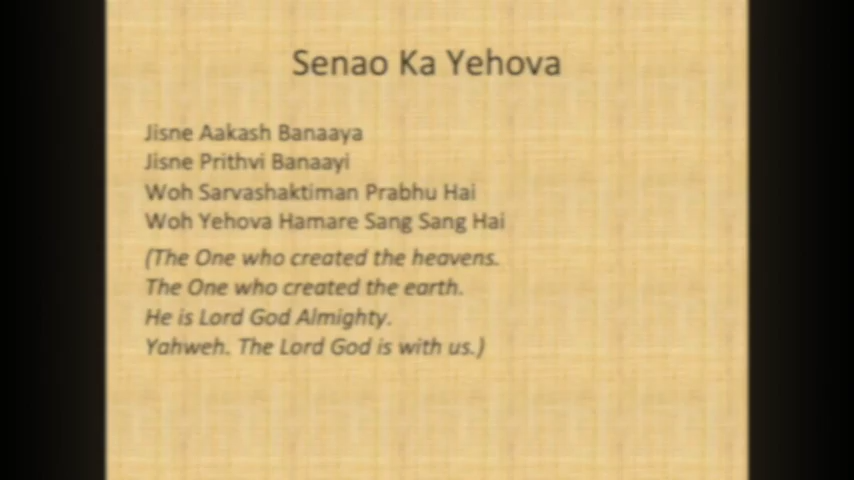 Senao Ka Yehova
Jisne Aakash Banaaya
Jisne Prithvi Banaayi
Woh Sarvashaktiman Prabhu Hai
Woh Yehova Hamare Sang Sang Hai
(The One who created the heavens.
The One who created the earth.
He is Lord God Almighty.
Yahweh. The Lord God is with us.)